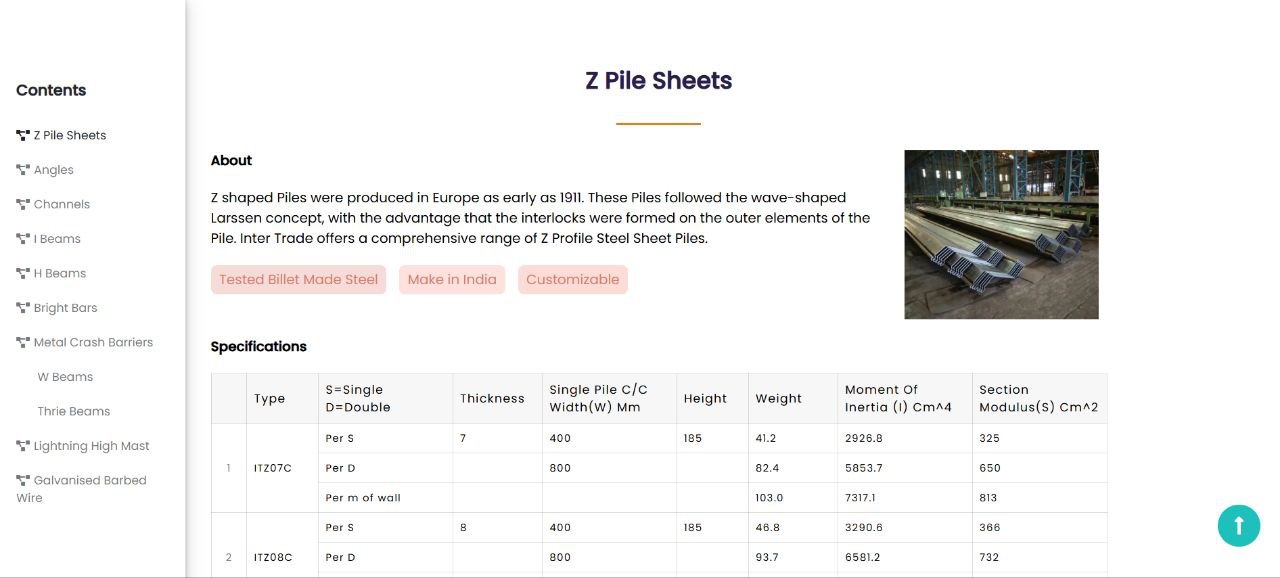 Contents
Z Pile Sheets
Angles
Channels
I Beams
H Beams
Bright Bars
Metal Crash Barriers
W Beams
Thrie Beams
Lightning High Mast
Galvanised Barbed
Wire
Z Pile Sheets
About
Z shaped Piles were produced in Europe as early as 1911. These Piles followed the wave-shaped
Larssen concept, with the advantage that the interlocks were formed on the outer elements of the
Pile. Inter Trade offers a comprehensive range of Z Profile Steel Sheet Piles.
Tested Billet Made Steel Make in India Customizable
Specifications
Type S=Single D=Double Thickness Single Pile C/C Width(W) Mm Height Weight Moment Of Inertia (I) Cm^4 Section Modulus(S) Cm^2
Per S 7 400 185 41.2 2926.8 325
1 ITZ07C Per D 800 82.4 5853.7 650
Per m of wall 103.0 7317.1 813
Per S 8 400 185 46.8 3290.6 366
2 ITZ08C Per D 800 93.7 6581.2 732